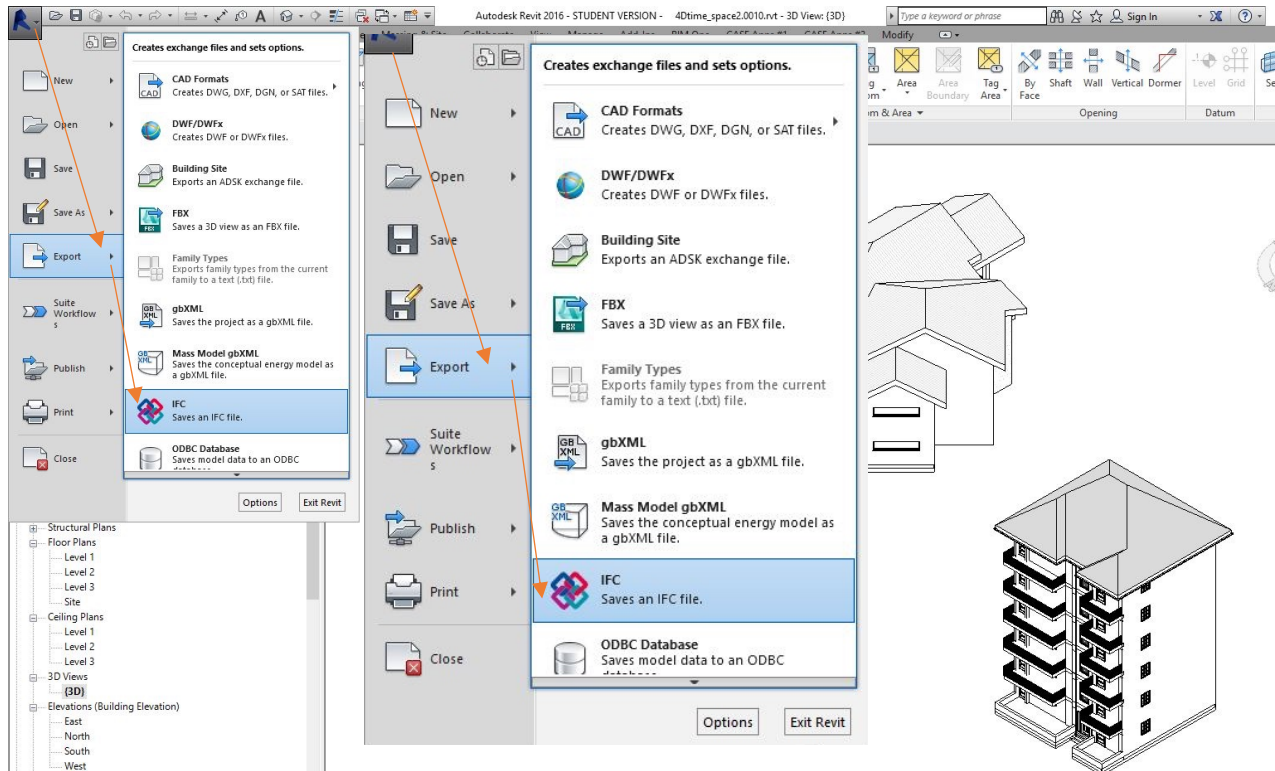 Autodesk Revit 2016 - STUDENT VERSION - 4Dtime_space2.0010.rvt - 3D View: {3D}
Type a keyword or phrase
Sign In
Modify
Area
Area Boundary
Tag Area
By Face
Shaft
Wall
Vertical
Dormer
Level
Grid
Opening
Datum
New
Open
Save
Save As
Export
Suite
Workflow
s
Publish
Print
Close
Creates exchange files and sets options.
CAD Formats
Creates DWG, DXF, DGN, or SAT files.
DWF/DWFx
Creates DWF or DWFx files.
Building Site
Exports an ADSK exchange file.
FBX
Saves a 3D view as an FBX file.
Family Types
Exports family types from the current
family to a text (.txt) file.
gbXML
Saves the project as a gbXML file.
Mass Model gbXML
Saves the conceptual energy model as
a gbXML file.
IFC
Saves an IFC file.
ODBC Database
Saves model data to an ODBC
Options
Exit Revit
New
Open
Save
Save As
Export
Suite
Workflow
s
Publish
Print
Close
Creates exchange files and sets options.
CAD Formats
Creates DWG, DXF, DGN, or SAT files.
DWF/DWFx
Creates DWF or DWFx files.
Building Site
Exports an ADSK exchange file.
FBX
Saves a 3D view as an FBX file.
Family Types
Exports family types from the current
family to a text (.txt) file.
gbXML
Saves the project as a gbXML file.
Mass Model gbXML
Saves the conceptual energy model as
a gbXML file.
IFC
Saves an IFC file.
ODBC Database
Saves model data to an ODBC
Options
Exit Revit
Structural Plans
Floor Plans
Level 1
Level 2
Level 3
Site
Ceiling Plans
Level 1
Level 2
Level 3
3D Views
{3D}
Elevations (Building Elevation)
East
North
South
West